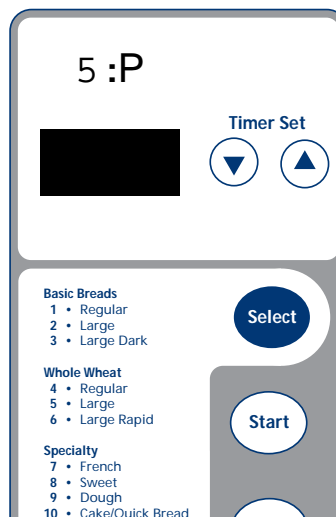 5 :P
Timer Set
Basic Breads
1 • Regular
2 • Large
3 • Large Dark
Select
Whole Wheat
4 • Regular
5 • Large
6 • Large Rapid
Start
Specialty
7 • French
8 • Sweet
9 • Dough
10 • Cake/Quick Bread